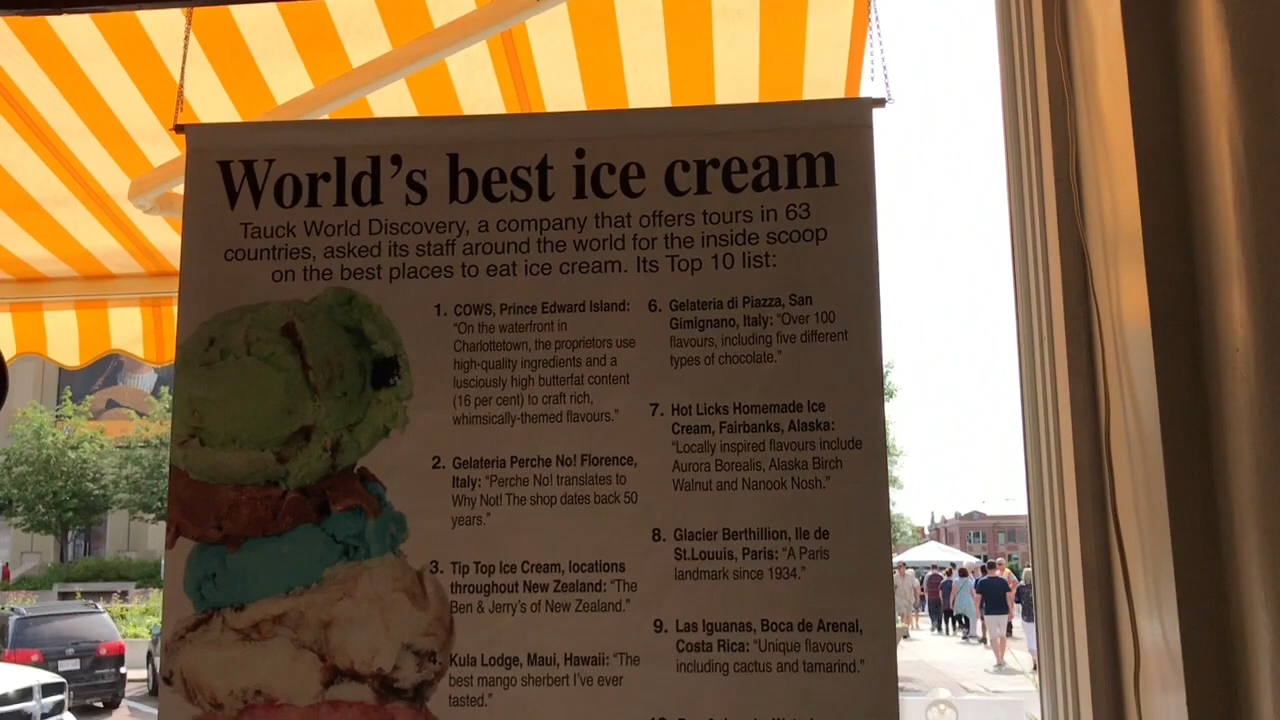 World's best ice cream
Tauck World Discovery, a company that offers tours in 63
countries, asked its staff around the world for the inside scoop
on the best places to eat ice cream. Its Top 10 list:
1. COWS, Prince Edward Island:
"On the waterfront in
Charlottetown, the proprietors use
high-quality ingredients and a
lusciously high butterfat content
(16 per cent) to craft rich,
whimsically-themed flavours."
2. Gelateria Perche No! Florence,
Italy: "Perche No! translates to
Why Not! The shop dates back 50
years."
3. Tip Top Ice Cream, locations
throughout New Zealand: "The
Ben & Jerry's of New Zealand."
4. Kula Lodge, Maui, Hawaii: "The
best mango sherbert I've ever
tasted."
6. Gelateria di Piazza, San
Gimignano, Italy: "Over 100
flavours, including five different
types of chocolate."
7. Hot Licks Homemade Ice
Cream, Fairbanks, Alaska:
"Locally inspired flavours include
Aurora Borealis, Alaska Birch
Walnut and Nanook Nosh."
8. Glacier Berthillion, Ile de
St.Louuis, Paris: "A Paris
landmark since 1934."
9. Las Iguanas, Boca de Arenal,
Costa Rica: "Unique flavours
including cactus and tamarind."